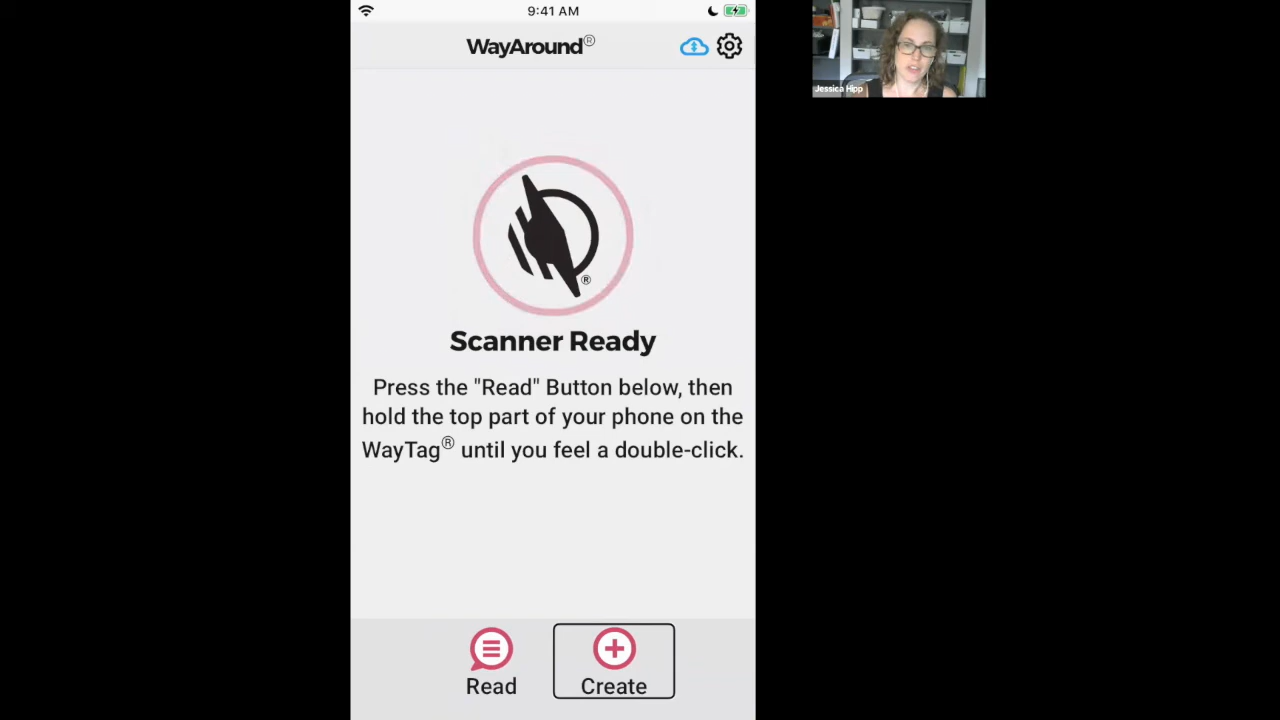 9:41 AM
WayAround®
Jessica Hipp
®
Scanner Ready
Press the "Read" Button below, then
hold the top part of your phone on the
WayTag® until you feel a double-click.
Read
Create